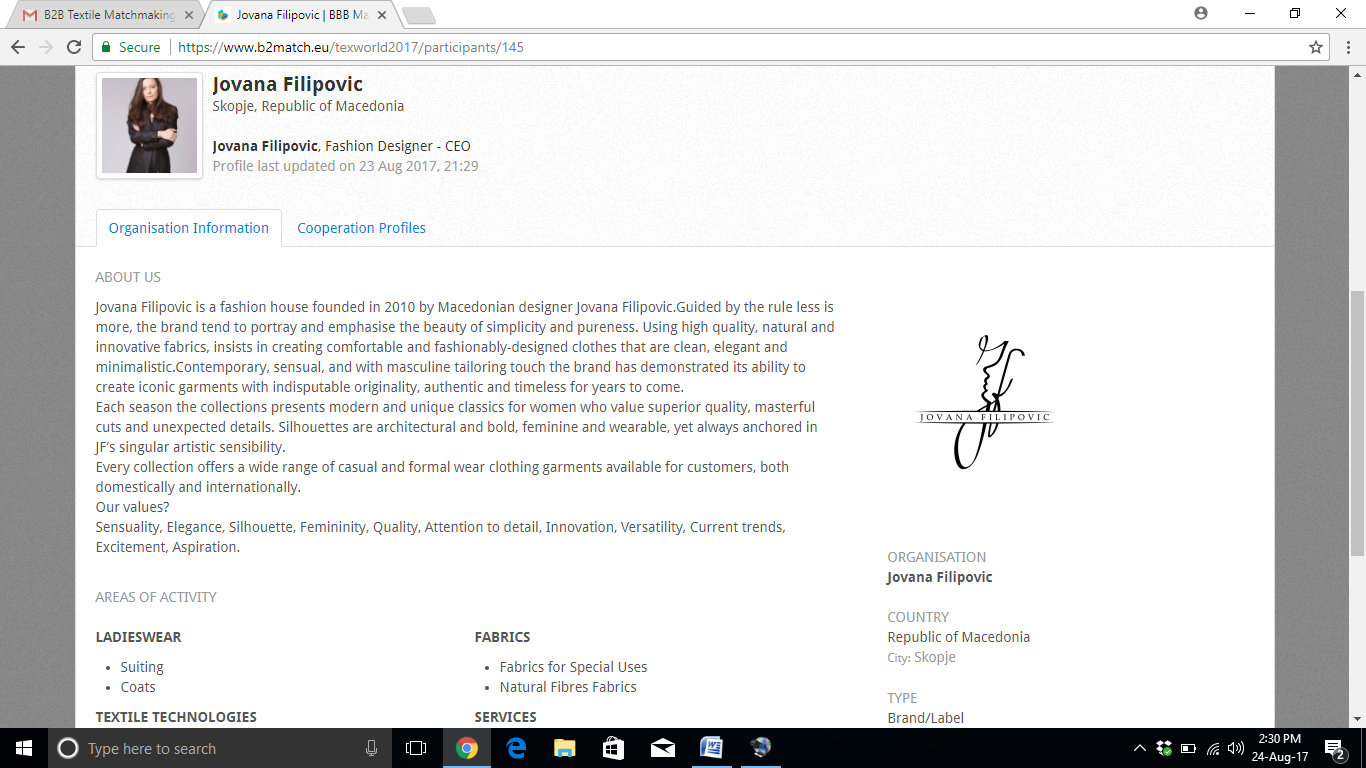 B2B Textile Matchmaking
Jovana Filipovic | BBB Ma
Secure
https://www.b2match.eu/texworld2017/participants/145
Jovana Filipovic
Skopje, Republic of Macedonia
Jovana Filipovic, Fashion Designer - CEO
Profile last updated on 23 Aug 2017, 21:29
Organisation Information
Cooperation Profiles
ABOUT US
Jovana Filipovic is a fashion house founded in 2010 by Macedonian designer Jovana Filipovic.Guided by the rule less is
more, the brand tend to portray and emphasise the beauty of simplicity and pureness. Using high quality, natural and
innovative fabrics, insists in creating comfortable and fashionably-designed clothes that are clean, elegant and
minimalistic.Contemporary, sensual, and with masculine tailoring touch the brand has demonstrated its ability to
create iconic garments with indisputable originality, authentic and timeless for years to come.
Each season the collections presents modern and unique classics for women who value superior quality, masterful
cuts and unexpected details. Silhouettes are architectural and bold, feminine and wearable, yet always anchored in
JF’s singular artistic sensibility.
Every collection offers a wide range of casual and formal wear clothing garments available for customers, both
domestically and internationally.
Our values?
Sensuality, Elegance, Silhouette, Femininity, Quality, Attention to detail, Innovation, Versatility, Current trends,
Excitement, Aspiration.
JOVANA FILIPOVIC
AREAS OF ACTIVITY
LADIESWEAR
Suiting
Coats
FABRICS
Fabrics for Special Uses
Natural Fibres Fabrics
TEXTILE TECHNOLOGIES
SERVICES
ORGANISATION
Jovana Filipovic
COUNTRY
Republic of Macedonia
City: Skopje
TYPE
Brand/Label
Type here to search
2:30 PM
24-Aug-17
2